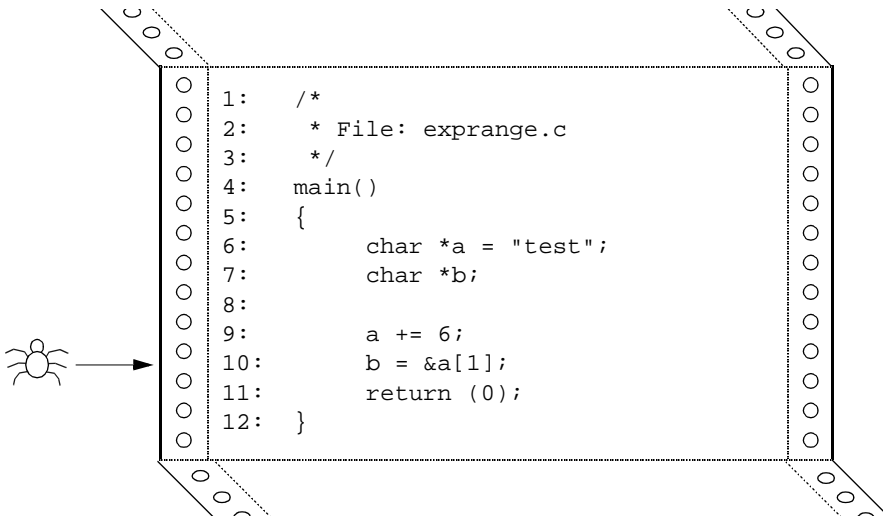 1: /*
2: * File: exprange.c
3: */
4: main()
5: {
6: char *a = "test";
7: char *b;
8:
9: a += 6;
10: b = &a[1];
11: return (0);
12: }